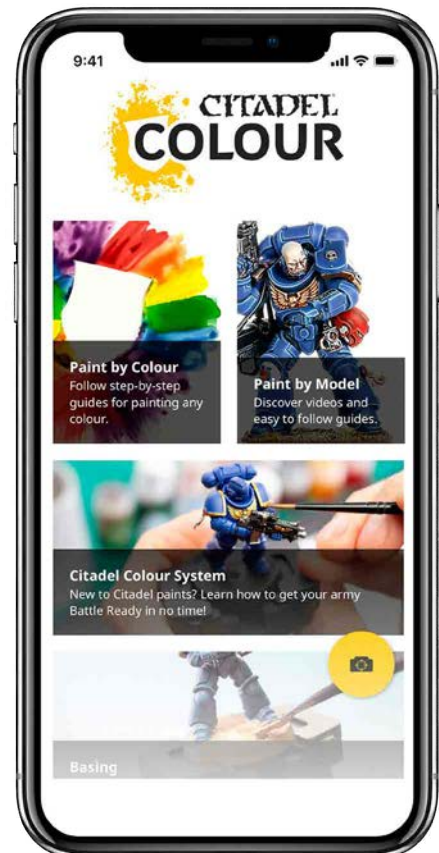 9:41
CITADEL
COLOUR
Paint by Colour
Follow step-by-step
guides for painting any
colour.
Paint by Model
Discover videos and
easy to follow guides.
Citadel Colour System
New to Citadel paints? Learn how to get your army
Battle Ready in no time!
Basing